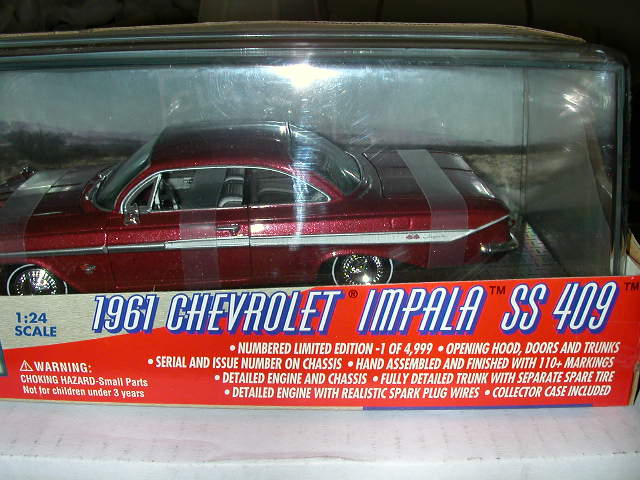 1:24
SCALE
1961 CHEVROLET® IMPALA™ SS 409™
• NUMBERED LIMITED EDITION -1 OF 4,999 • OPENING HOOD, DOORS AND TRUNKS
• SERIAL AND ISSUE NUMBER ON CHASSIS • HAND ASSEMBLED AND FINISHED WITH 110+ MARKINGS
• DETAILED ENGINE AND CHASSIS • FULLY DETAILED TRUNK WITH SEPARATE SPARE TIRE
• DETAILED ENGINE WITH REALISTIC SPARK PLUG WIRES • COLLECTOR CASE INCLUDED
⚠ WARNING:
CHOKING HAZARD-Small Parts
Not for children under 3 years